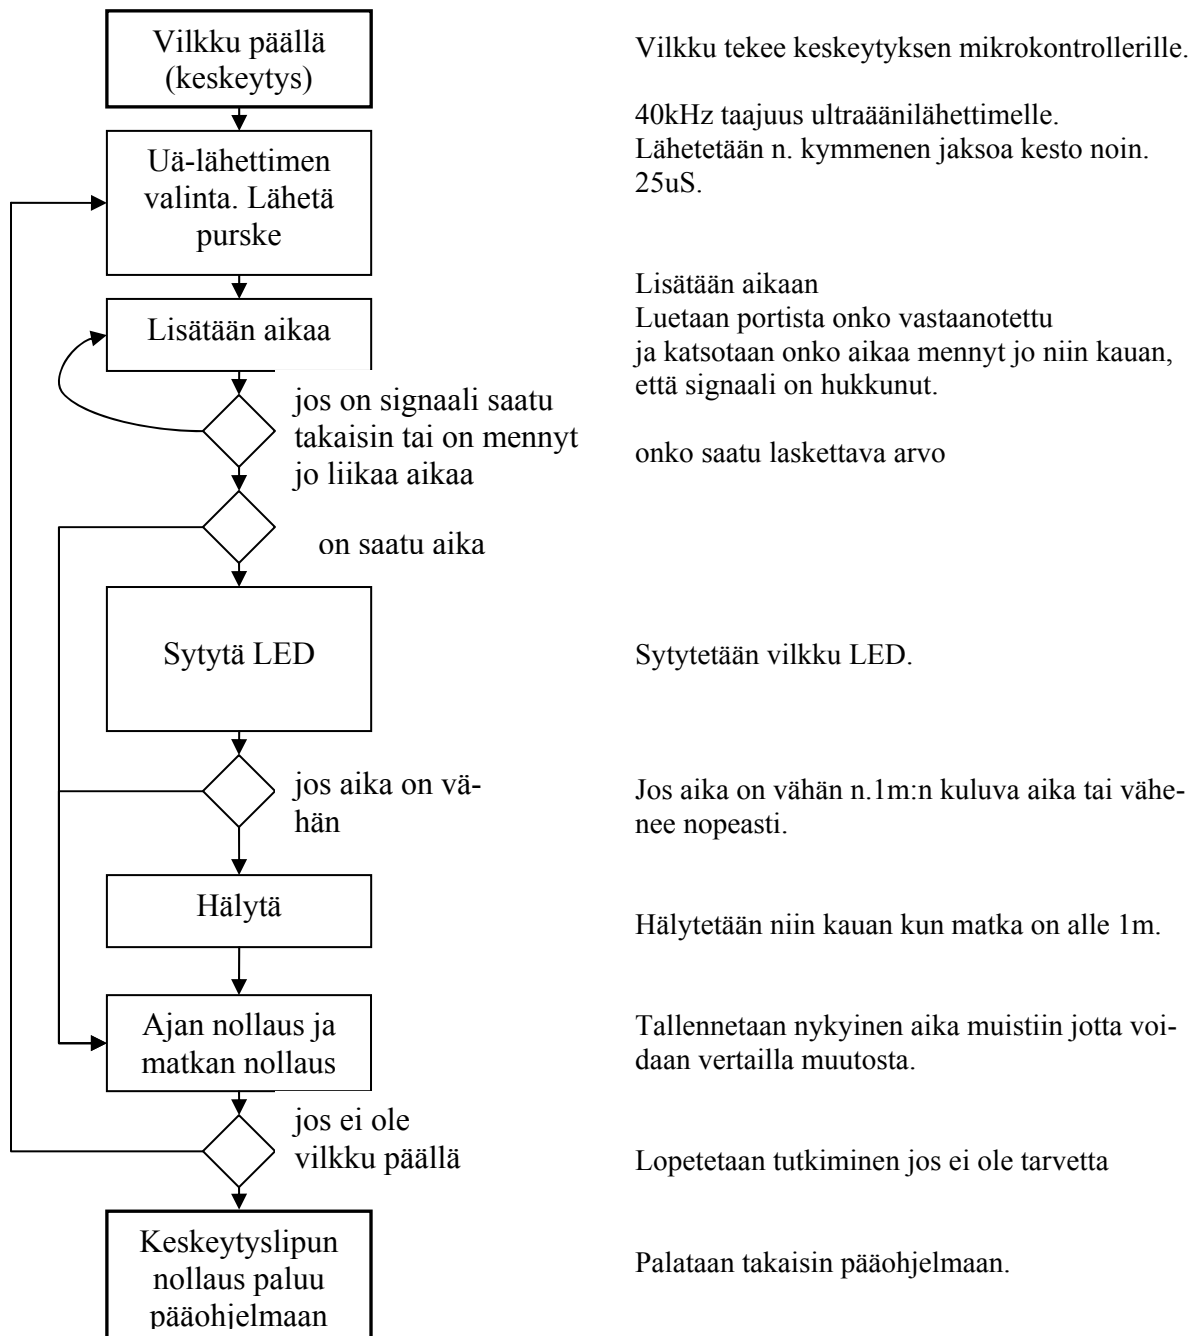 Vilkku päällä
(keskeytys)
Vilkku tekee keskeytyksen mikrokontrollerille.
Uä-lähettimen
valinta. Lähetä
purske
40kHz taajuus ultraäänilähettimelle.
Lähetetään n. kymmenen jaksoa kesto noin.
25uS.
Lisätään aikaa
Lisätään aikaan
Luetaan portista onko vastaanotettu
ja katsotaan onko aikaa mennyt jo niin kauan,
että signaali on hukkunut.
jos on signaali saatu
takaisin tai on mennyt
jo liikaa aikaa
onko saatu laskettava arvo
on saatu aika
Sytytä LED
Sytytetään vilkku LED.
jos aika on vä-
hän
Jos aika on vähän n.1m:n kuluva aika tai vähe-
nee nopeasti.
Hälytä
Hälytetään niin kauan kun matka on alle 1m.
Ajan nollaus ja
matkan nollaus
Tallennetaan nykyinen aika muistiin jotta voi-
daan vertailla muutosta.
jos ei ole
vilkku päällä
Lopetetaan tutkiminen jos ei ole tarvetta
Keskeytyslipun
nollaus paluu
pääohjelmaan
Palataan takaisin pääohjelmaan.